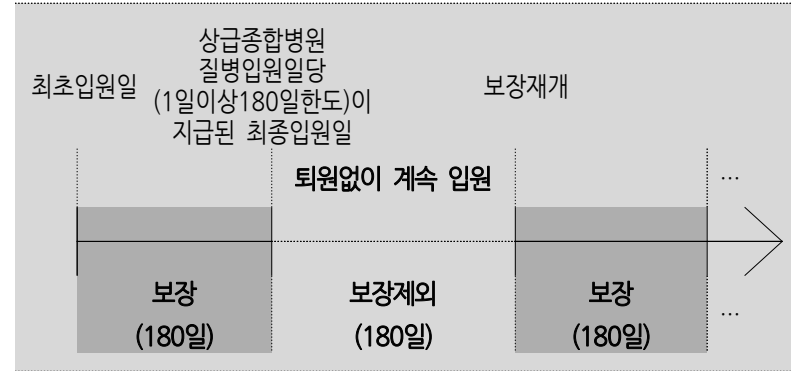 최초입원일
상급종합병원
질병입원일당
(1일이상180일한도)이
지급된 최종입원일
보장재개
퇴원없이 계속 입원
...
보장
(180일)
보장제외
(180일)
보장
(180일)
...